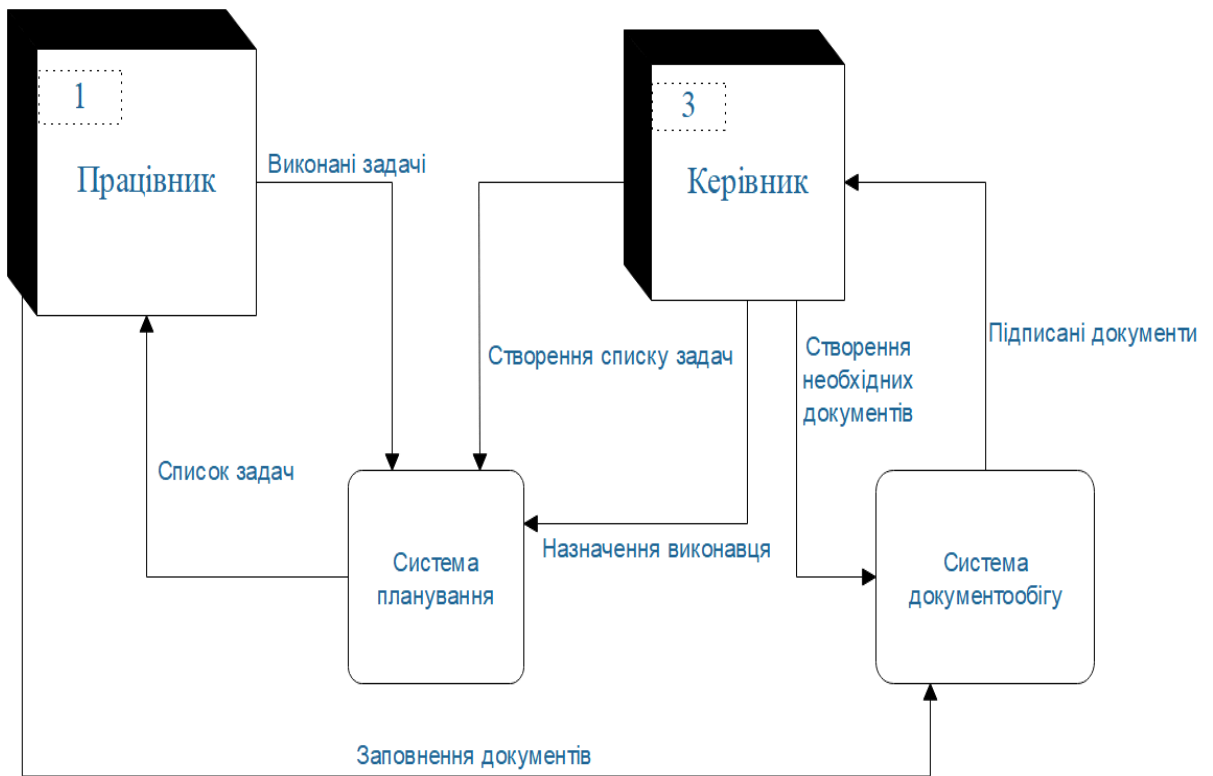 1
Працівник
Виконані задачі
3
Керівник
Створення списку задач
Створення
необхідних
документів
Підписані документи
Список задач
Система
планування
Назначення виконавця
Система
документообігу
Заповнення документів